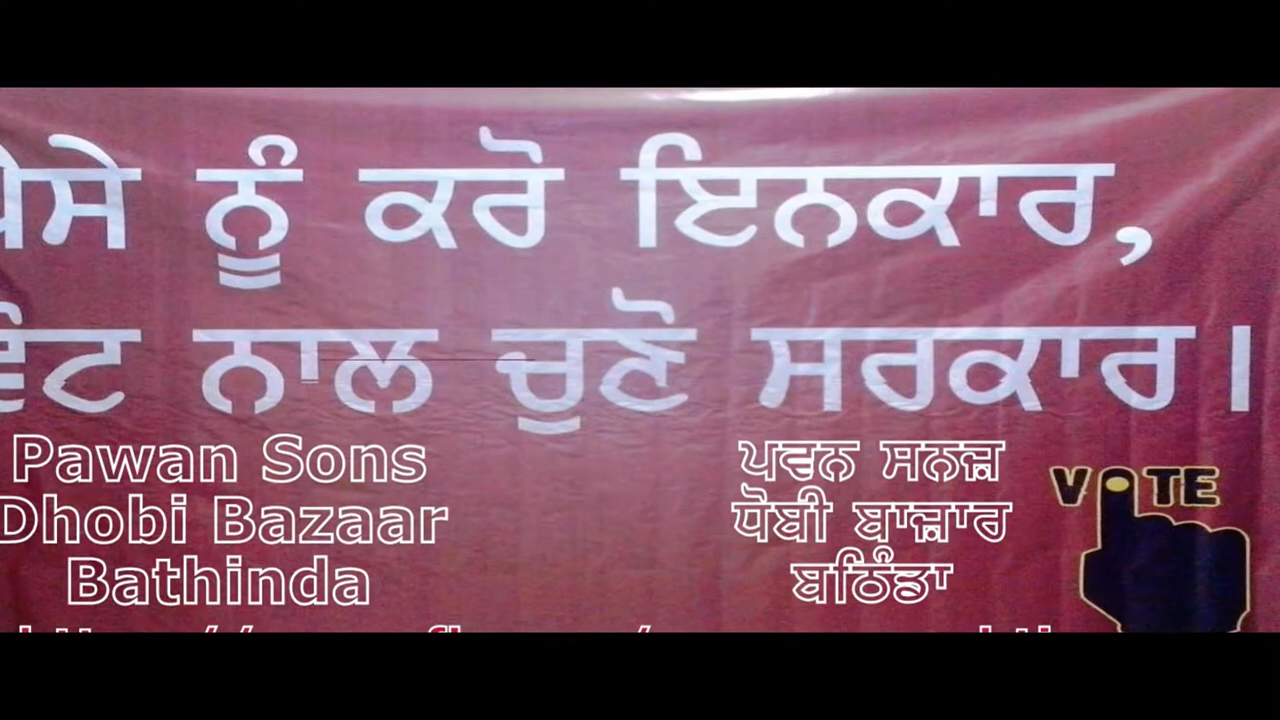 ਪੈਸੇ ਨੂੰ ਕਰੋ ਇਨਕਾਰ,
ਵੋਟ ਨਾਲ ਚੁਣੋ ਸਰਕਾਰ।
Pawan Sons
Dhobi Bazaar
Bathinda
ਪਵਨ ਸਨਜ਼
ਧੋਬੀ ਬਾਜ਼ਾਰ
ਬਠਿੰਡਾ
VOTE